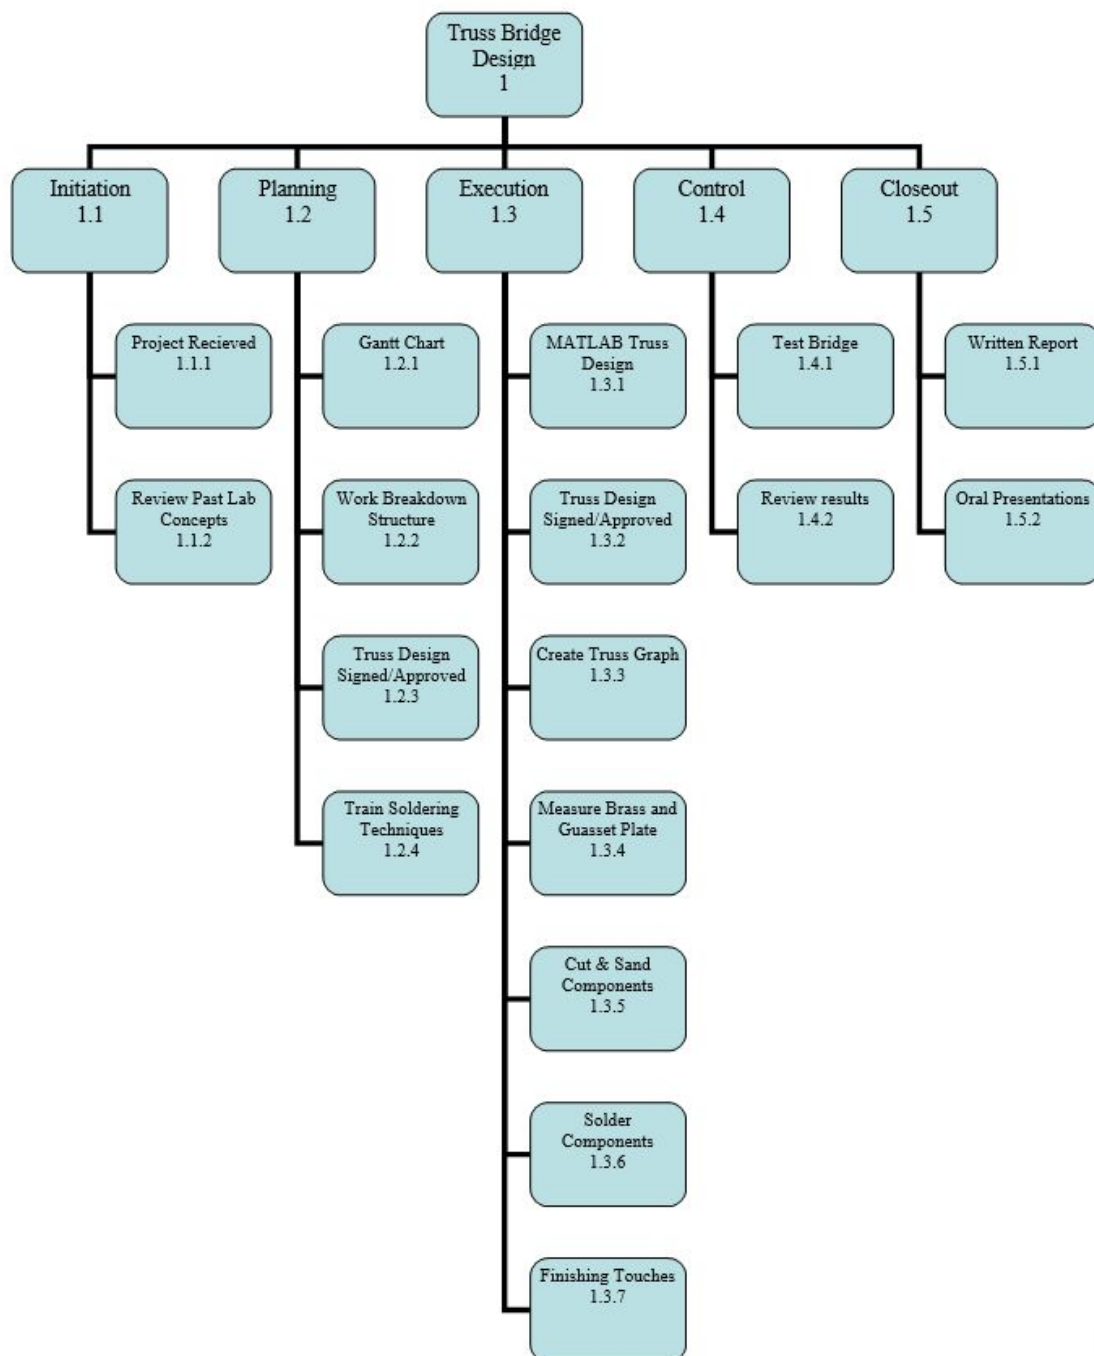 Truss Bridge
Design
1
Initiation
1.1
Planning
1.2
Execution
1.3
Control
1.4
Closeout
1.5
Project Recieved
1.1.1
Review Past Lab
Concepts
1.1.2
Gantt Chart
1.2.1
Work Breakdown
Structure
1.2.2
Truss Design
Signed/Approved
1.2.3
Train Soldering
Techniques
1.2.4
MATLAB Truss
Design
1.3.1
Truss Design
Signed/Approved
1.3.2
Create Truss Graph
1.3.3
Measure Brass and
Guasset Plate
1.3.4
Cut & Sand
Components
1.3.5
Solder
Components
1.3.6
Finishing Touches
1.3.7
Test Bridge
1.4.1
Review results
1.4.2
Written Report
1.5.1
Oral Presentations
1.5.2